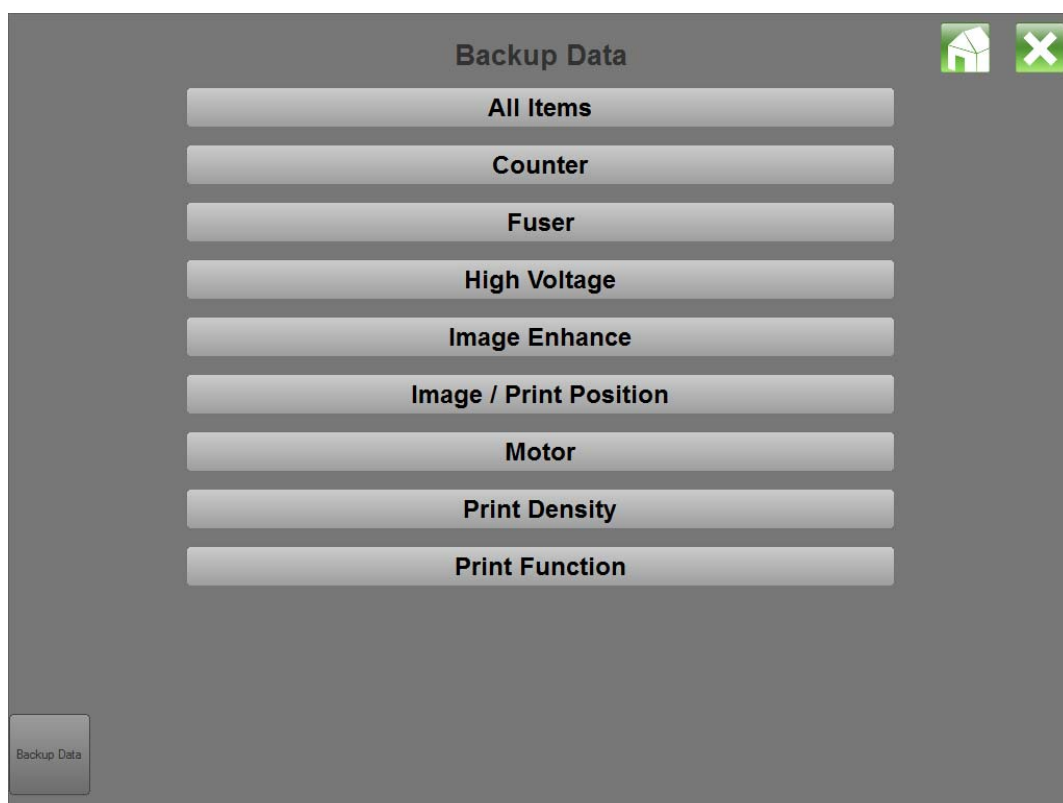 Backup Data
All Items
Counter
Fuser
High Voltage
Image Enhance
Image / Print Position
Motor
Print Density
Print Function
Backup Data